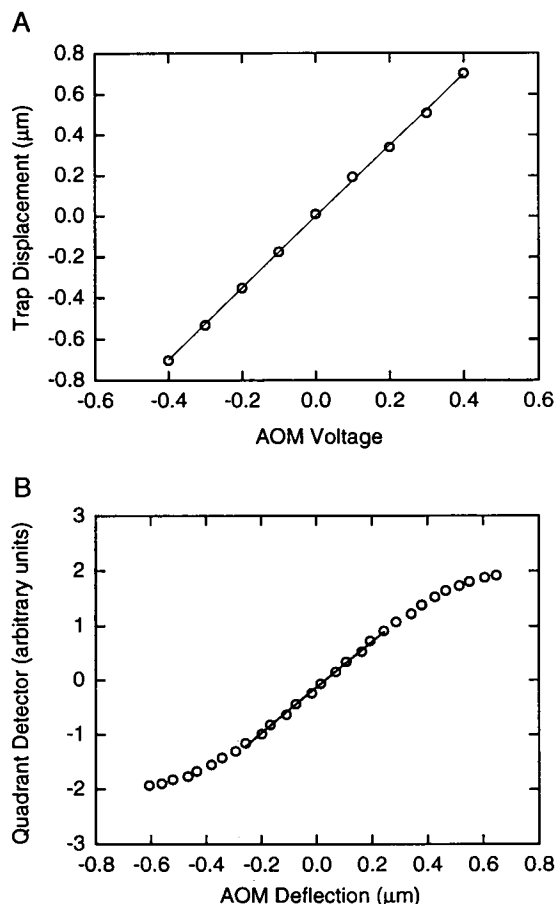 A
Trap Displacement (μm)
0.8
0.6
0.4
0.2
0.0
-0.2
-0.4
-0.6
-0.8
-0.6 -0.4 -0.2 0.0 0.2 0.4 0.6
AOM Voltage
B
Quadrant Detector (arbitrary units)
3
2
1
0
-1
-2
-3
-0.8 -0.6 -0.4 -0.2 0.0 0.2 0.4 0.6 0.8
AOM Deflection (μm)